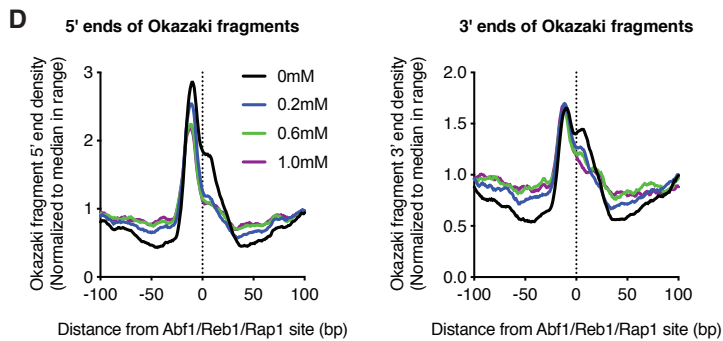 D
5' ends of Okazaki fragments
Okazaki fragment 5' end density
(Normalized to median in range)
3
2
1
0
-100
-50
0
50
100
Distance from Abf1/Reb1/Rap1 site (bp)
0mM
0.2mM
0.6mM
1.0mM
3' ends of Okazaki fragments
Okazaki fragment 3' end density
(Normalized to median in range)
2.0
1.5
1.0
0.5
0.0
-100
-50
0
50
100
Distance from Abf1/Reb1/Rap1 site (bp)